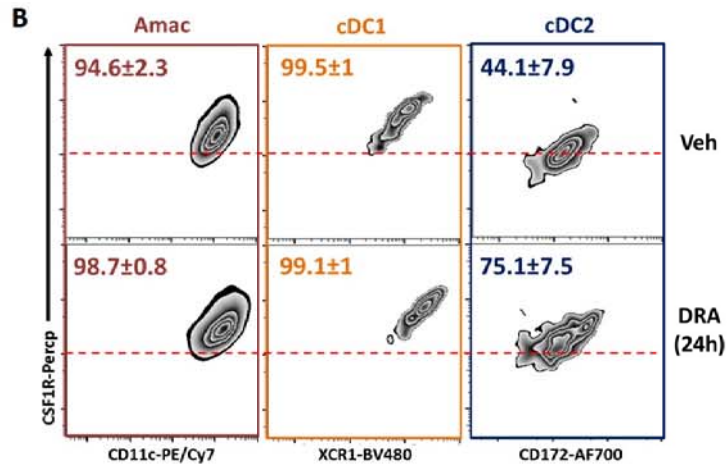 B
Amac cDC1 cDC2
94.6±2.3 99.5±1 44.1±7.9
Veh
98.7±0.8 99.1±1 75.1±7.5
DRA
(24h)
CSF1R-Percp
CD11c-PE/Cy7 XCR1-BV480 CD172-AF700